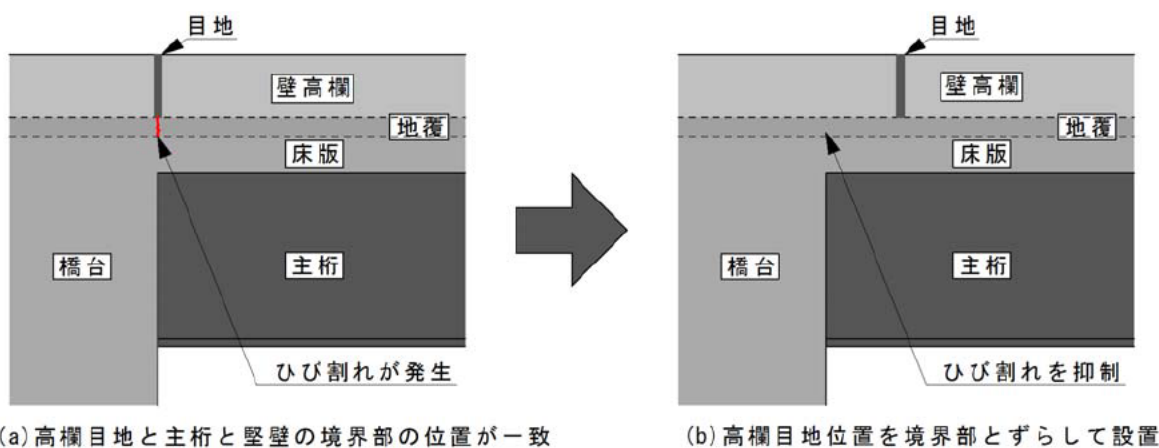 目地
壁高欄
地覆
床版
橋台
主桁
ひび割れが発生
(a)高欄目地と主桁と竪壁の境界部の位置が一致
目地
壁高欄
地覆
床版
橋台
主桁
ひび割れを抑制
(b)高欄目地位置を境界部とずらして設置